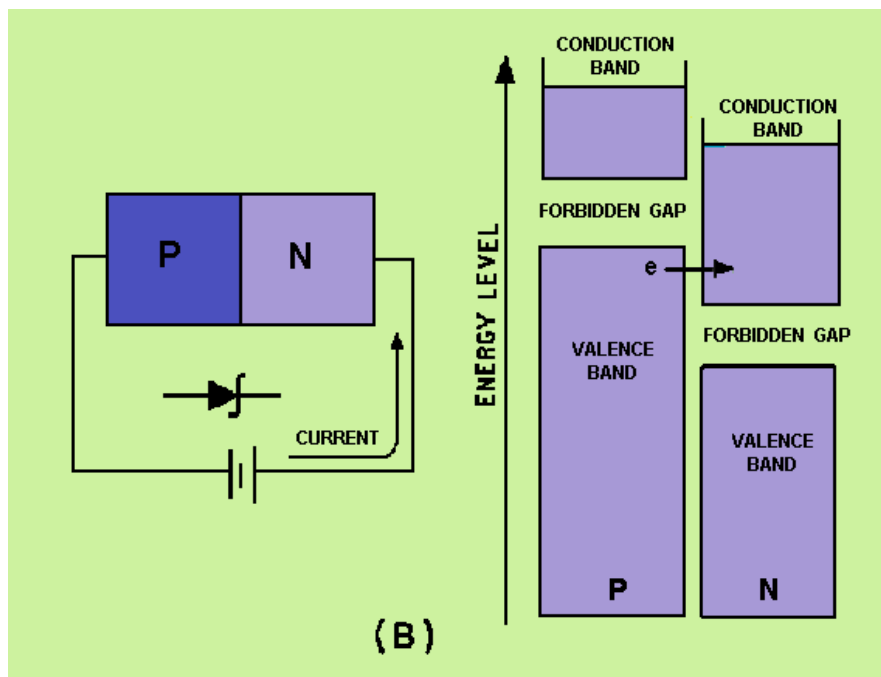 P
N
CURRENT
ENERGY LEVEL
CONDUCTION
BAND
CONDUCTION
BAND
FORBIDDEN GAP
e
FORBIDDEN GAP
VALENCE
BAND
VALENCE
BAND
P
N
(B)